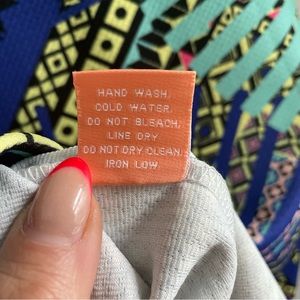 HAND WASH,
COLD WATER.
DO NOT BLEACH,
LINE DRY
DO NOT DRY CLEAN.
IRON LOW.